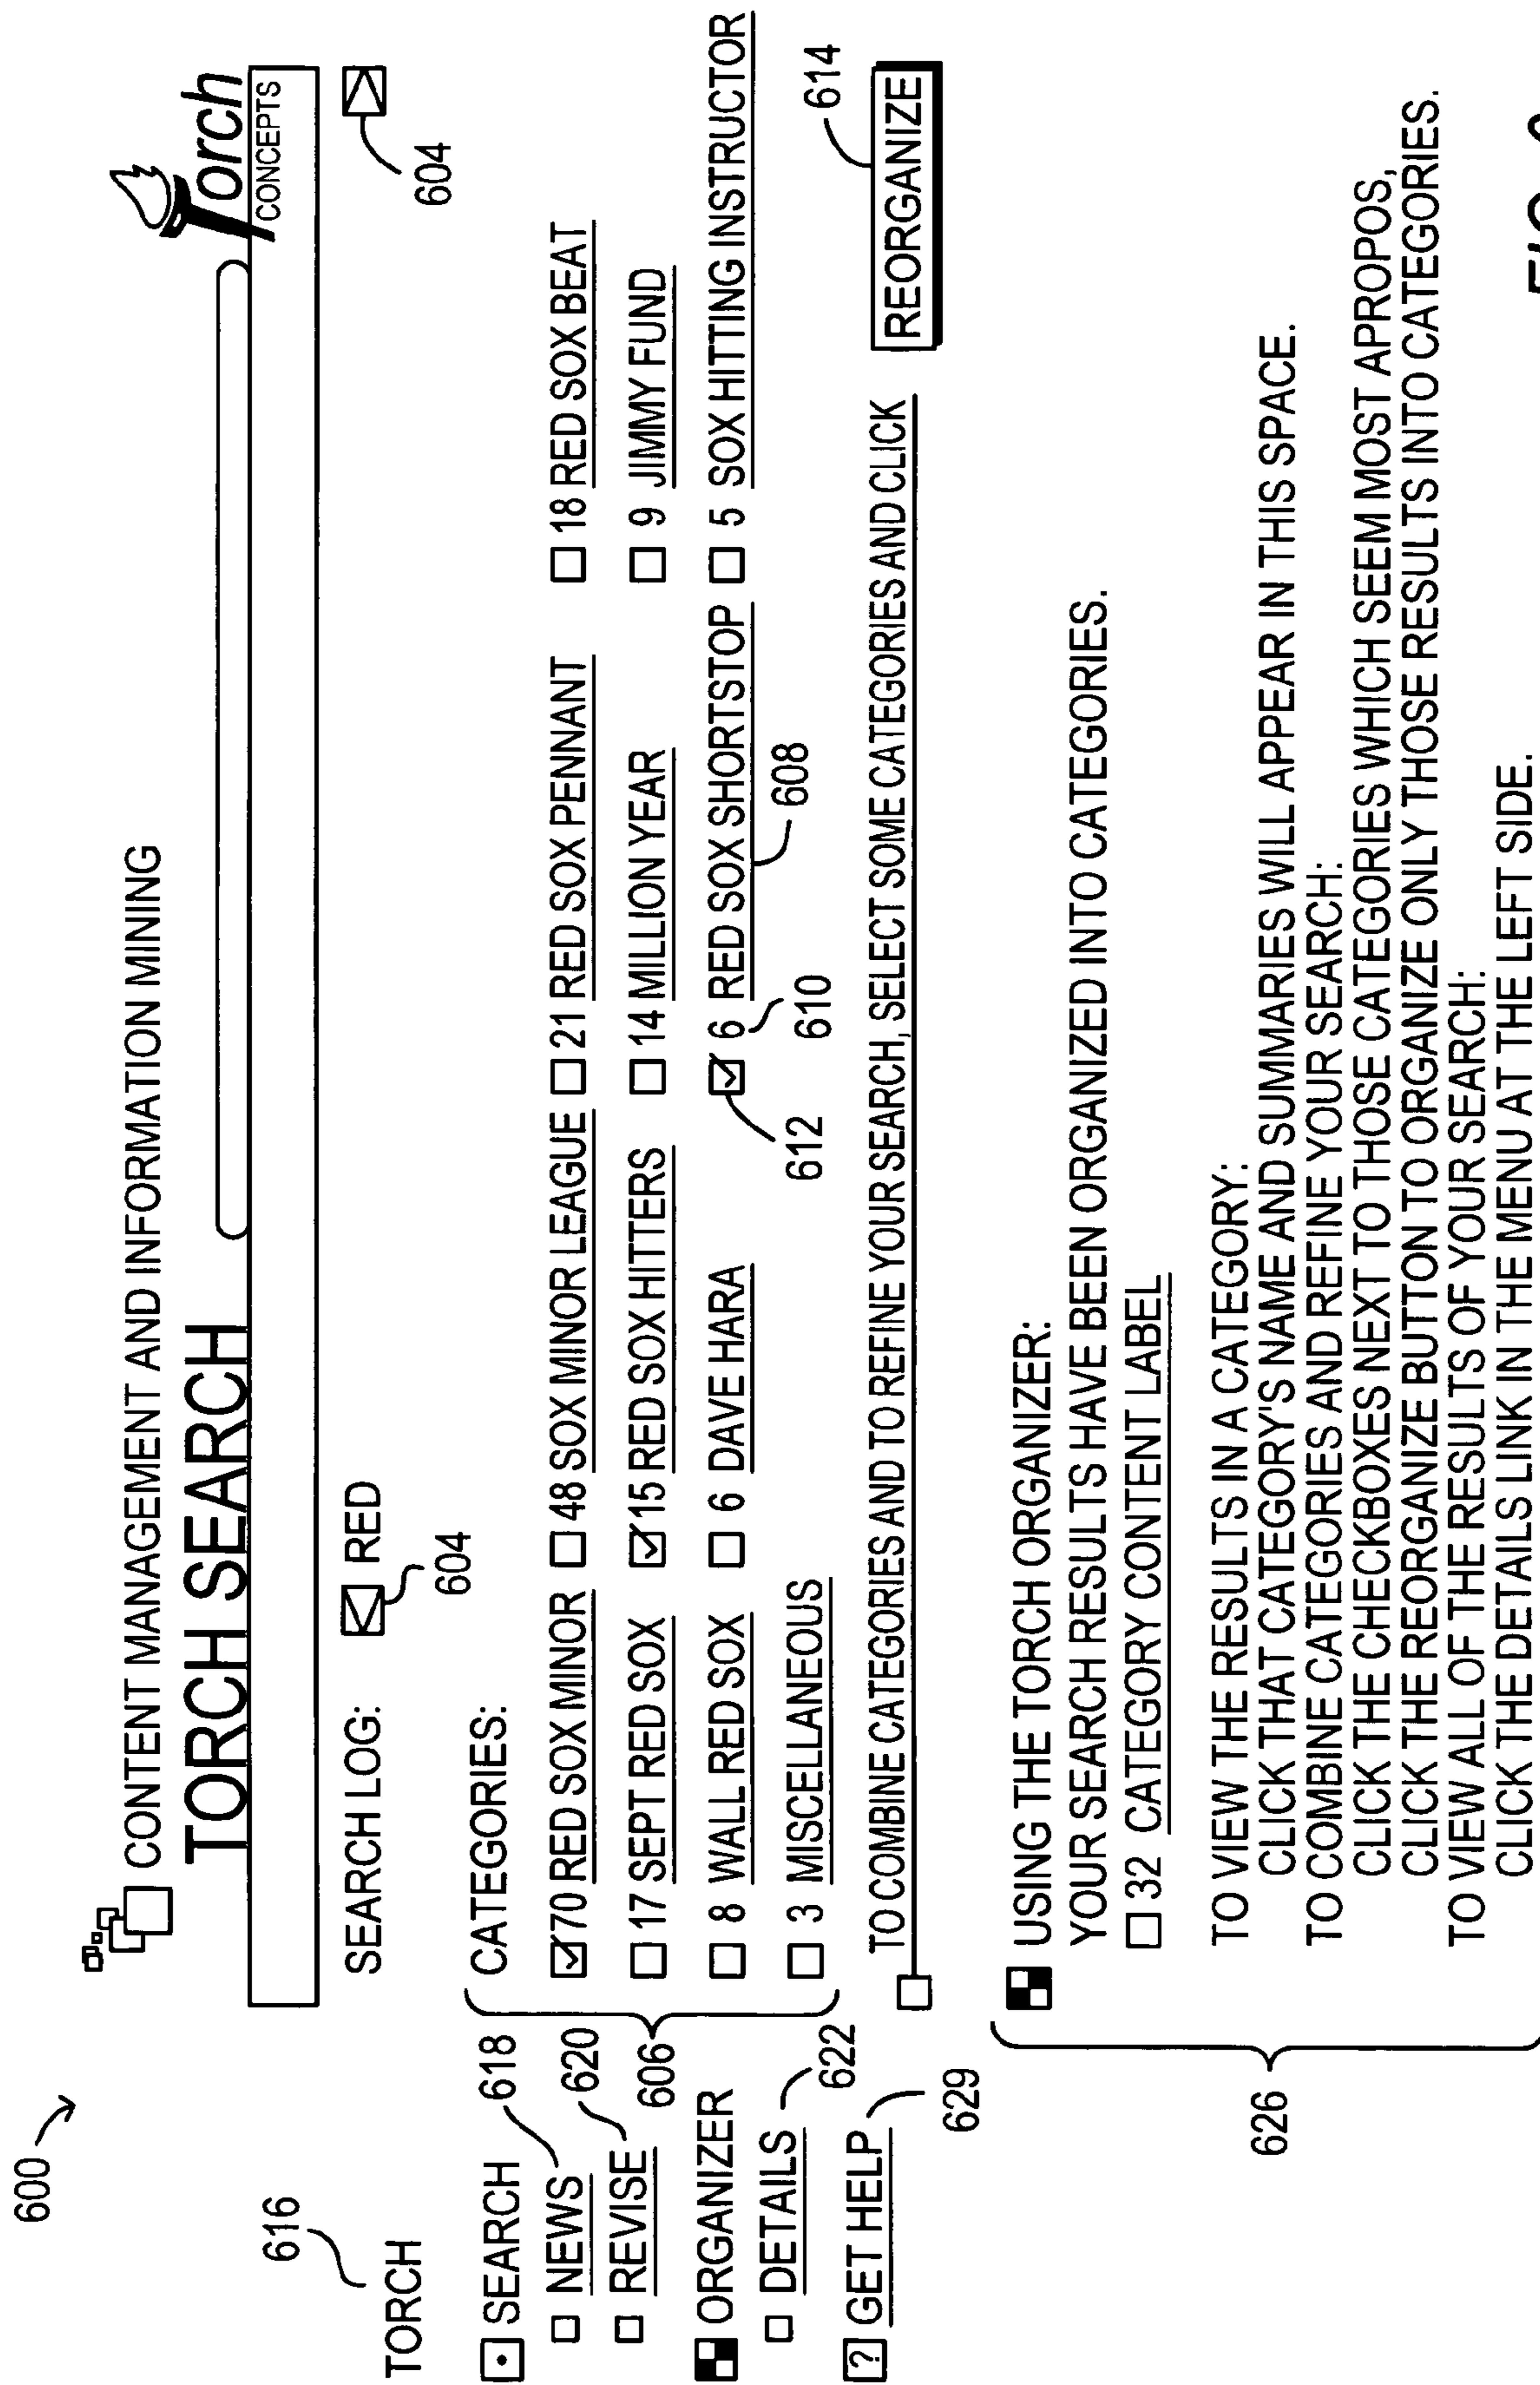 600
616
CONTENT MANAGEMENT AND INFORMATION MINING
TORCH SEARCH
Torch
CONCEPTS
TORCH
SEARCH LOG: RED
604
604
SEARCH
618
NEWS
620
REVISE
606
ORGANIZER
DETAILS
622
? GET HELP
629
CATEGORIES:
70 RED SOX MINOR 48 SOX MINOR LEAGUE 21 RED SOX PENNANT 18 RED SOX BEAT
17 SEPT RED SOX 15 RED SOX HITTERS 14 MILLION YEAR 9 JIMMY FUND
8 WALL RED SOX 6 DAVE HARA 6 RED SOX SHORTSTOP 5 SOX HITTING INSTRUCTOR
3 MISCELLANEOUS
612
610
608
614
TO COMBINE CATEGORIES AND TO REFINE YOUR SEARCH, SELECT SOME CATEGORIES AND CLICK REORGANIZE
USING THE TORCH ORGANIZER:
YOUR SEARCH RESULTS HAVE BEEN ORGANIZED INTO CATEGORIES.
32 CATEGORY CONTENT LABEL
626
TO VIEW THE RESULTS IN A CATEGORY:
CLICK THAT CATEGORY'S NAME AND SUMMARIES WILL APPEAR IN THIS SPACE.
TO COMBINE CATEGORIES AND REFINE YOUR SEARCH:
CLICK THE CHECKBOXES NEXT TO THOSE CATEGORIES WHICH SEEM MOST APROPOS,
CLICK THE REORGANIZE BUTTON TO ORGANIZE ONLY THOSE RESULTS INTO CATEGORIES.
TO VIEW ALL OF THE RESULTS OF YOUR SEARCH:
CLICK THE DETAILS LINK IN THE MENU AT THE LEFT SIDE.